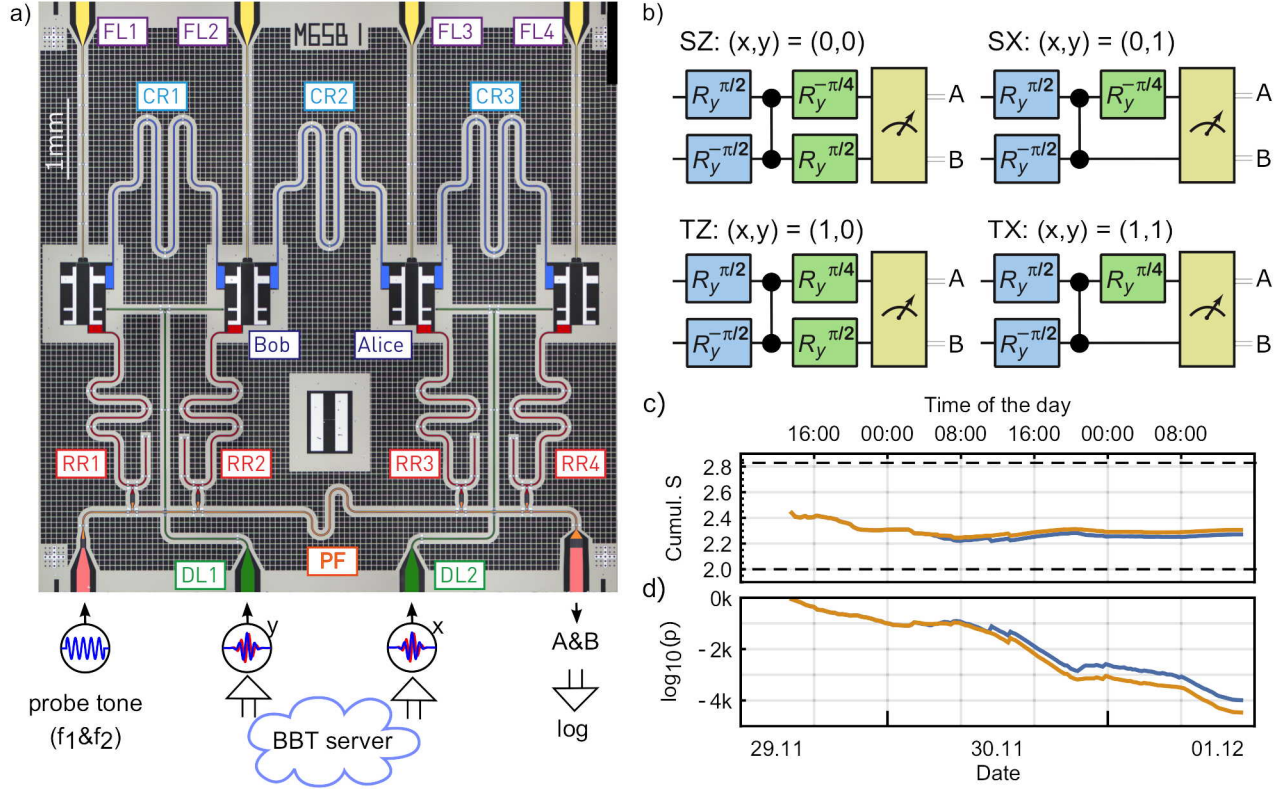 a)
FL1
FL2
M65B1
FL3
FL4
CR1
CR2
CR3
1mm
Bob
Alice
RR1
RR2
RR3
RR4
DL1
PF
DL2
y
x
probe tone
(f1&f2)
BBT server
A&B
log
b)
SZ: (x,y) = (0,0)
Ry π/2
Ry -π/4
A
Ry -π/2
Ry π/2
B
SX: (x,y) = (0,1)
Ry π/2
Ry -π/4
A
Ry -π/2
B
TZ: (x,y) = (1,0)
Ry π/2
Ry π/4
A
Ry -π/2
Ry π/2
B
TX: (x,y) = (1,1)
Ry π/2
Ry π/4
A
Ry -π/2
B
c)
Time of the day
16:00 00:00 08:00 16:00 00:00 08:00
Cumul. S
2.8
2.6
2.4
2.2
2.0
d)
log10(p)
0k
-2k
-4k
29.11 30.11 01.12
Date